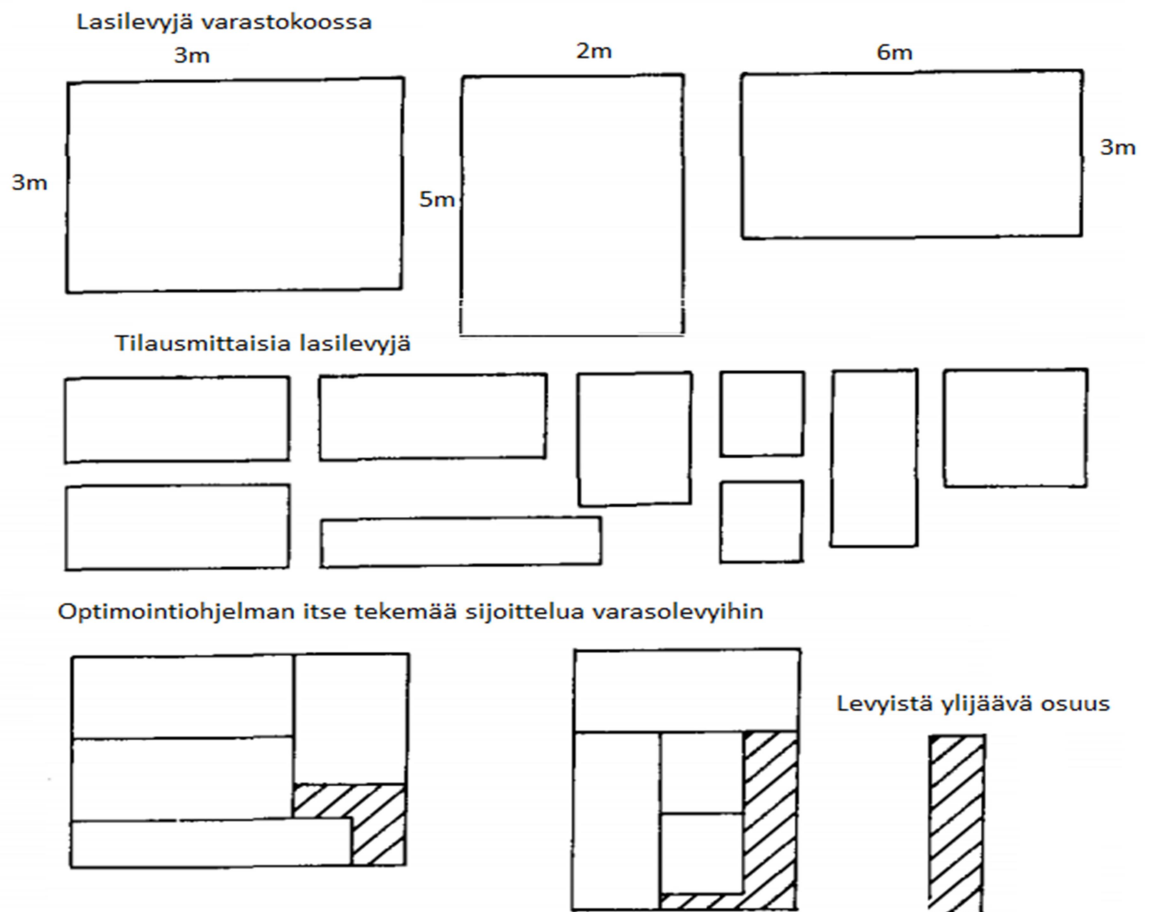 Lasilevyjä varastokoossa
3m
2m
6m
3m
5m
3m
Tilausmittaisia lasilevyjä
Optimointiohjelman itse tekemää sijoittelua varasolevyihin
Levyistä ylijäävä osuus